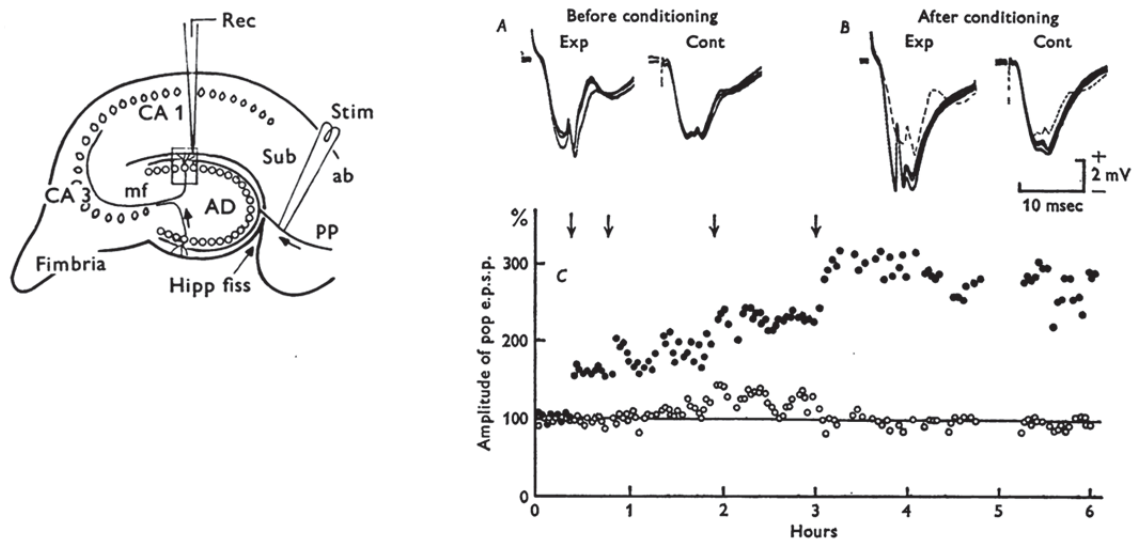 Rec
CA 1
Stim
Sub
ab
mf
CA 3
AD
PP
Fimbria
Hipp fiss
A
Before conditioning
Exp
Cont
B
After conditioning
Exp
Cont
+
2 mV
−
10 msec
%
300
C
200
100
0
Amplitude of pop e.p.s.p.
0
1
2
3
4
5
6
Hours